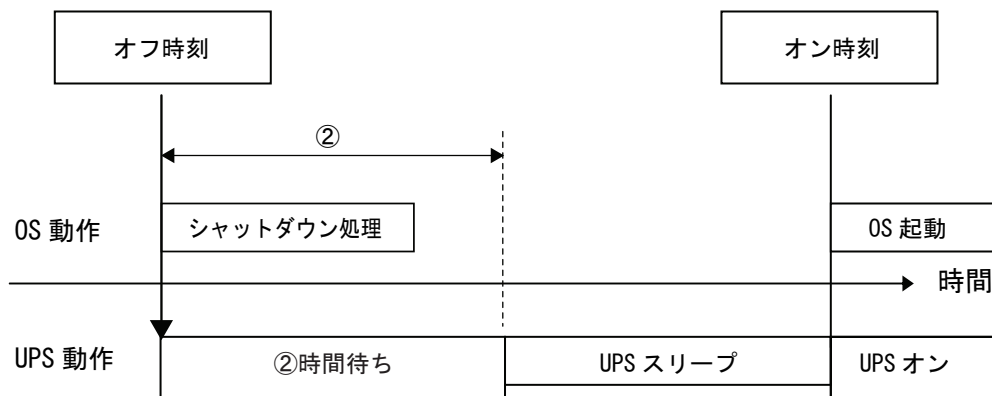 オフ時刻
オン時刻
②
OS 動作
シャットダウン処理
OS 起動
時間
UPS 動作
②時間待ち
UPS スリープ
UPS オン